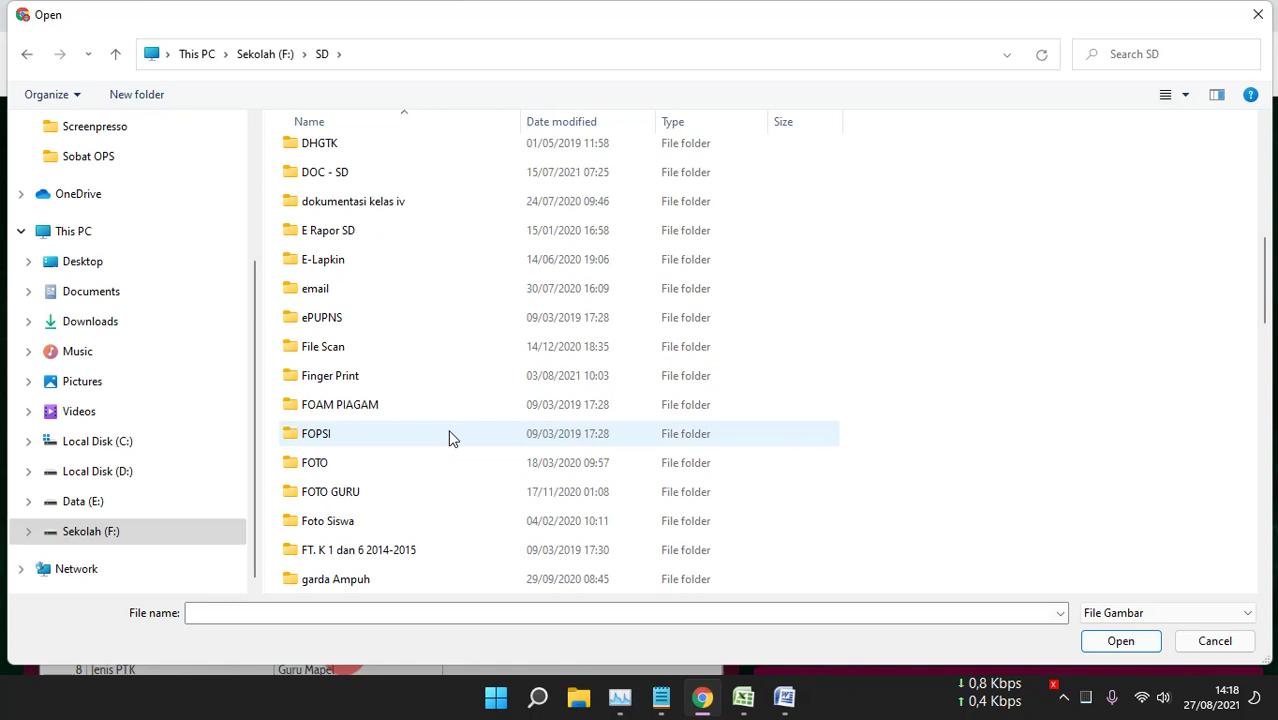 Open
This PC > Sekolah (F:) > SD >
Search SD
Organize
New folder
Screenpresso
Sobat OPS
OneDrive
This PC
Desktop
Documents
Downloads
Music
Pictures
Videos
Local Disk (C:)
Local Disk (D:)
Data (E:)
Sekolah (F:)
Network
Name Date modified Type Size
DHGTK 01/05/2019 11:58 File folder
DOC - SD 15/07/2021 07:25 File folder
dokumentasi kelas iv 24/07/2020 09:46 File folder
E Rapor SD 15/01/2020 16:58 File folder
E-Lapkin 14/06/2020 19:06 File folder
email 30/07/2020 16:09 File folder
ePUPNS 09/03/2019 17:28 File folder
File Scan 14/12/2020 18:35 File folder
Finger Print 03/08/2021 10:03 File folder
FOAM PIAGAM 09/03/2019 17:28 File folder
FOPSI 09/03/2019 17:28 File folder
FOTO 18/03/2020 09:57 File folder
FOTO GURU 17/11/2020 01:08 File folder
Foto Siswa 04/02/2020 10:11 File folder
FT. K 1 dan 6 2014-2015 09/03/2019 17:30 File folder
garda Ampuh 29/09/2020 08:45 File folder
File name:
File Gambar
Open Cancel
8 Jenis PTK Guru Mapel
↓ 0,8 Kbps
↑ 0,4 Kbps
14:18
27/08/2021